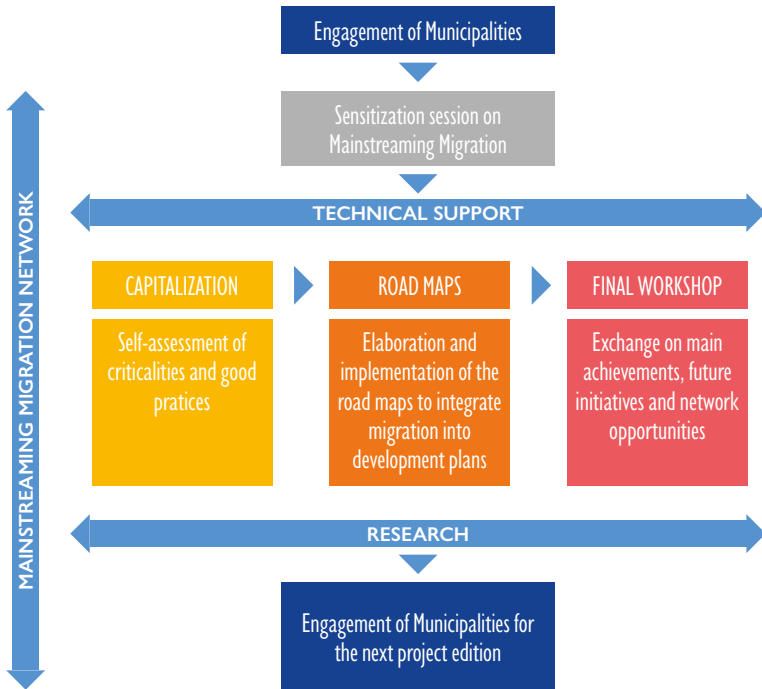 Engagement of Municipalities
Sensitization session on
Mainstreaming Migration
MAINSTREAMING MIGRATION NETWORK
TECHNICAL SUPPORT
CAPITALIZATION
Self-assessment of
criticalities and good
pratices
ROAD MAPS
Elaboration and
implementation of the
road maps to integrate
migration into
development plans
FINAL WORKSHOP
Exchange on main
achievements, future
initiatives and network
opportunities
RESEARCH
Engagement of Municipalities for
the next project edition